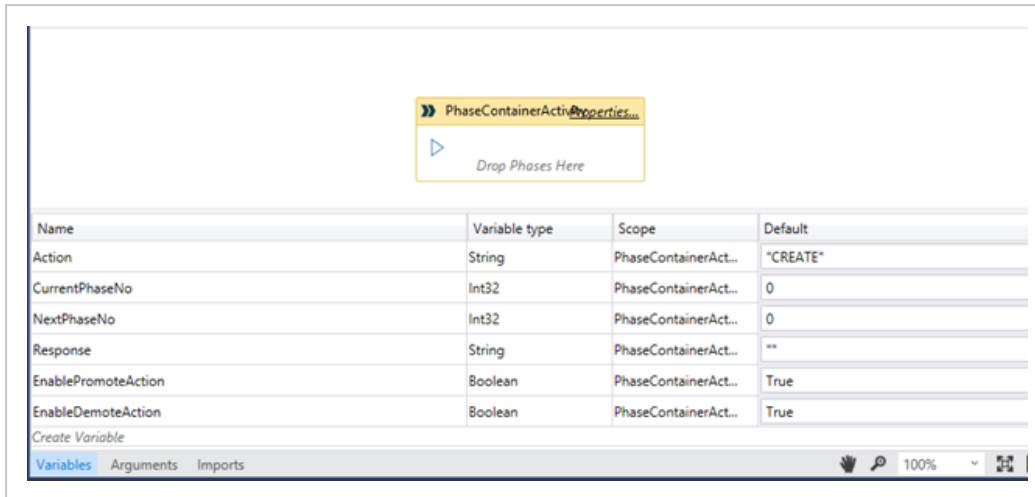 PhaseContainerActivity Properties...
Drop Phases Here
Name Variable type Scope Default
Action String PhaseContainerAct... "CREATE"
CurrentPhaseNo Int32 PhaseContainerAct... 0
NextPhaseNo Int32 PhaseContainerAct... 0
Response String PhaseContainerAct... ""
EnablePromoteAction Boolean PhaseContainerAct... True
EnableDemoteAction Boolean PhaseContainerAct... True
Create Variable
Variables Arguments Imports 100%